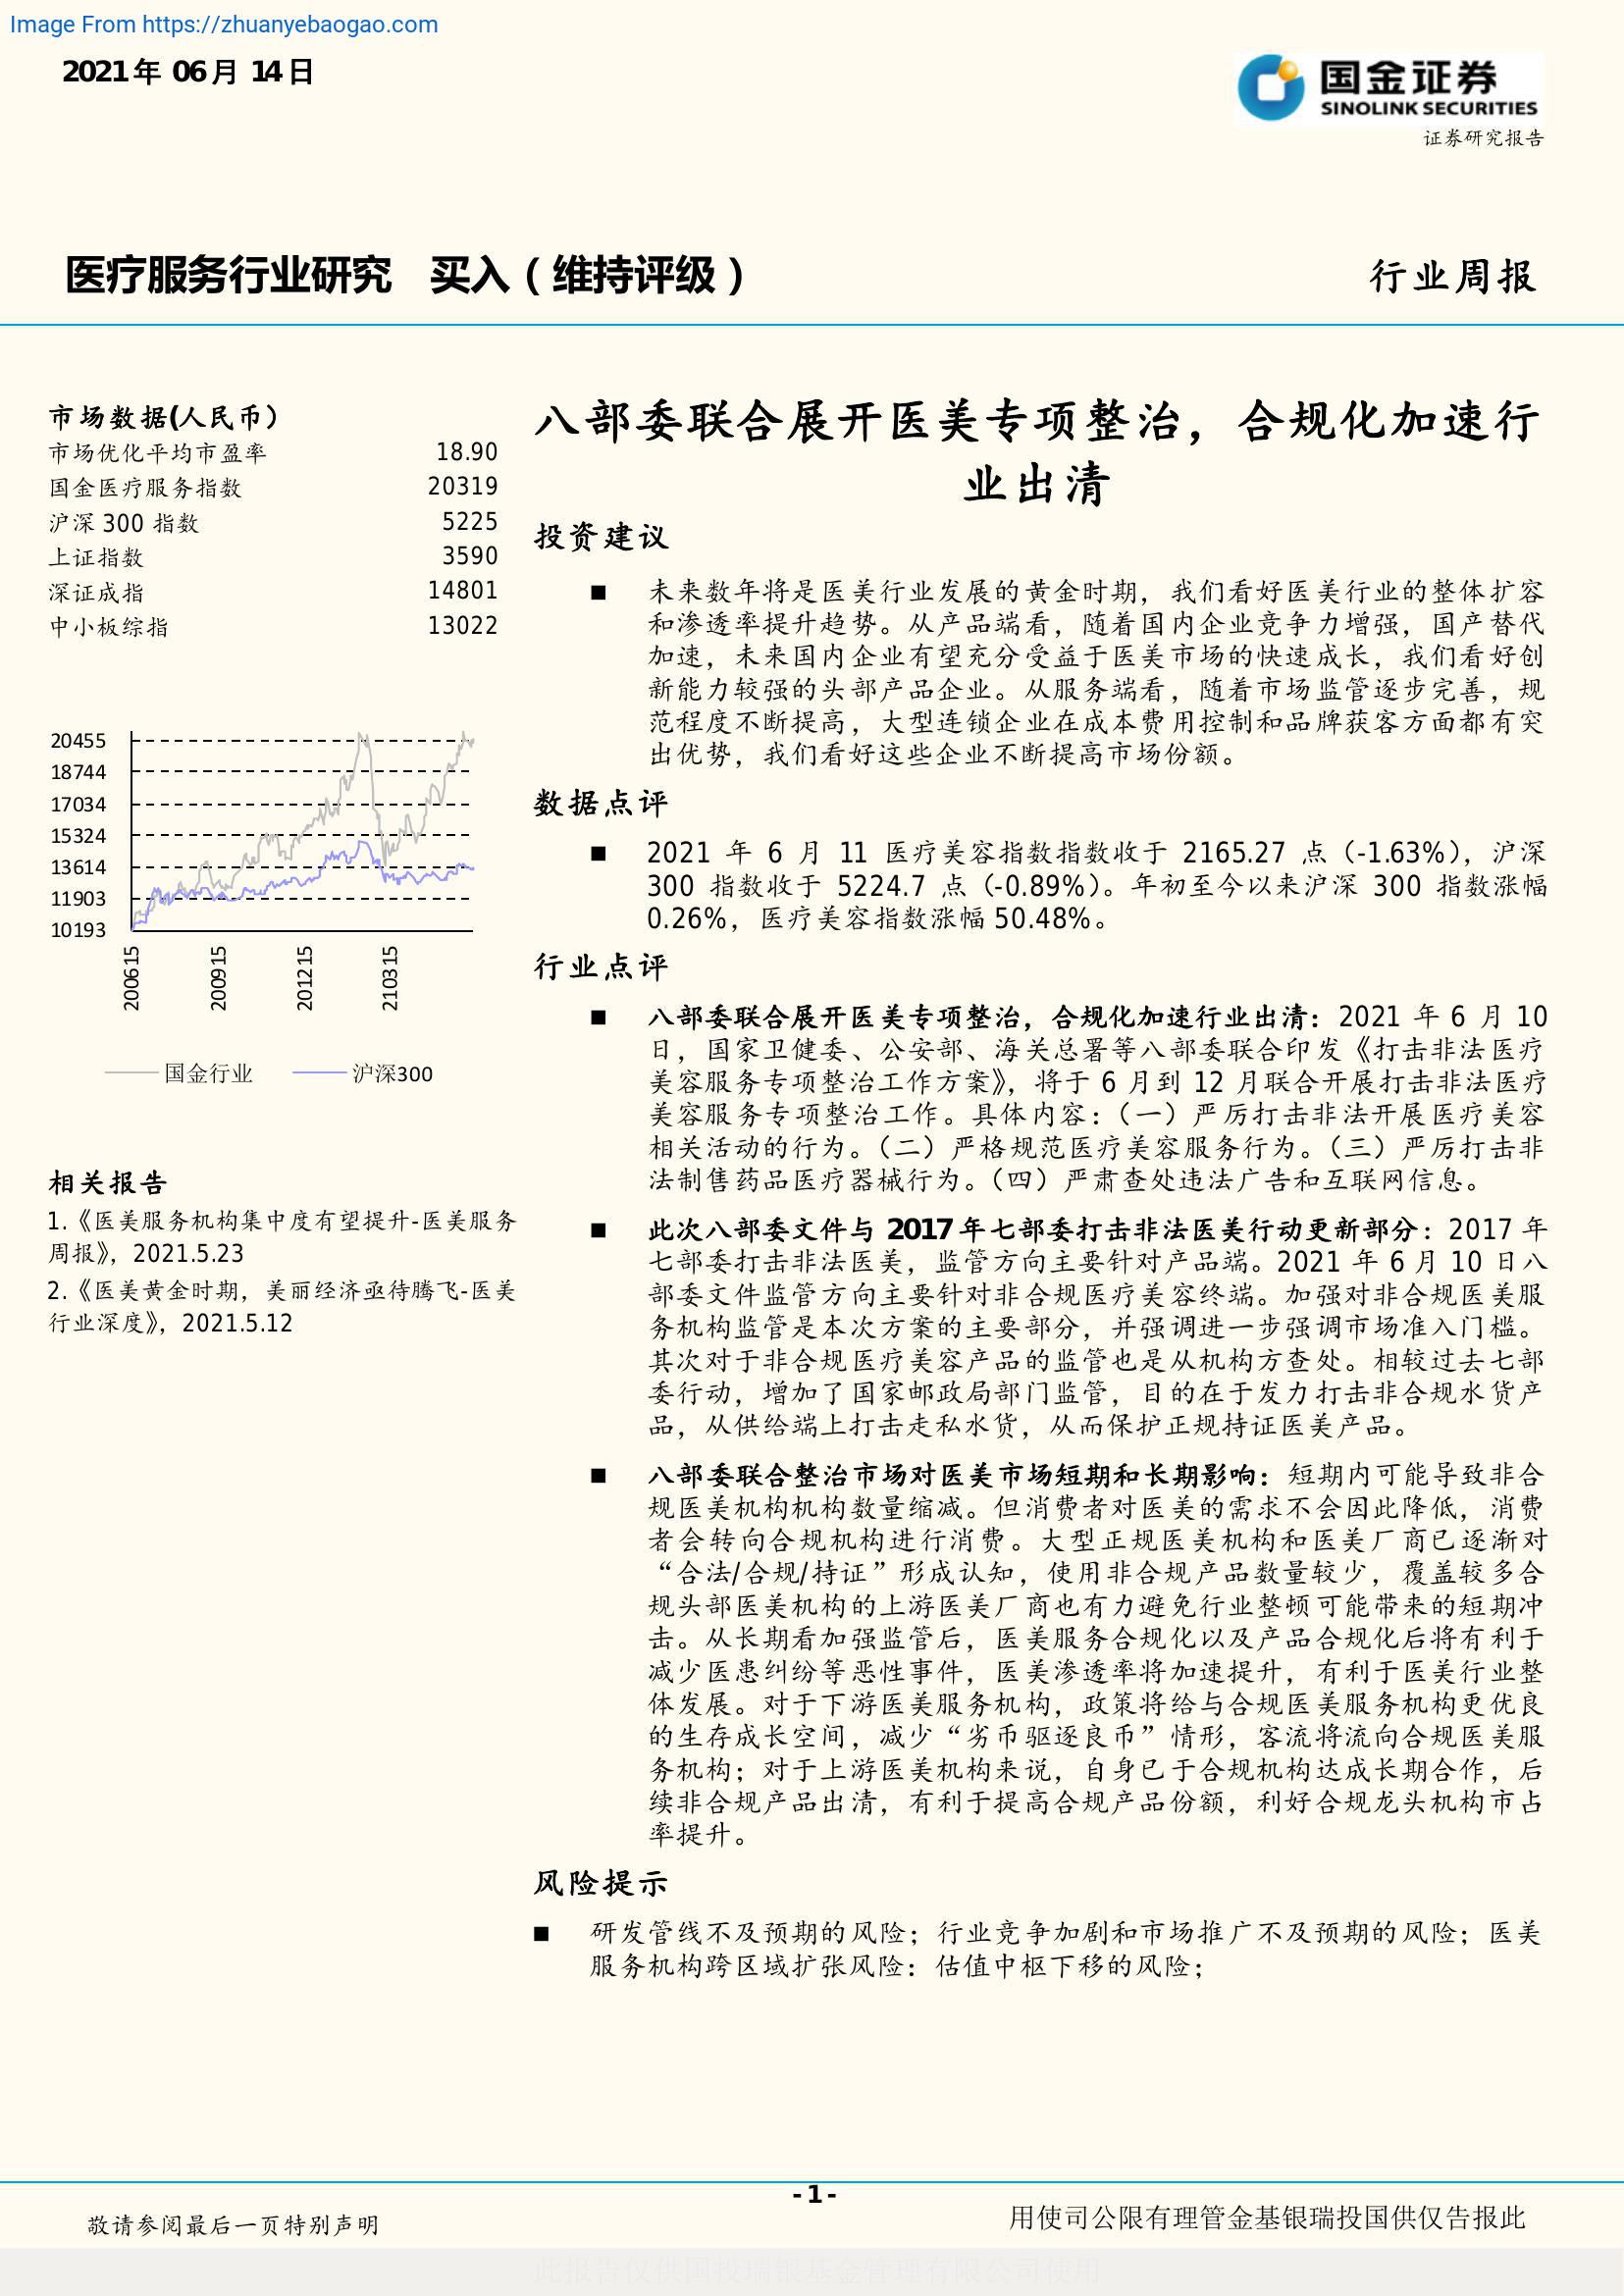 Image From https://zhuanyebaogao.com
2021年 06月 14日
国金证券
SINOLINK SECURITIES
证券研究报告
医疗服务行业研究 买入（维持评级）
行业周报
市场数据(人民币）
市场优化平均市盈率 18.90
国金医疗服务指数 20319
沪深 300 指数 5225
上证指数 3590
深证成指 14801
中小板综指 13022
20455
18744
17034
15324
13614
11903
10193
200615
200915
201215
210315
国金行业 沪深300
相关报告
1.《医美服务机构集中度有望提升-医美服务
周报》，2021.5.23
2.《医美黄金时期，美丽经济亟待腾飞-医美
行业深度》，2021.5.12
八部委联合展开医美专项整治，合规化加速行
业出清
投资建议
■ 未来数年将是医美行业发展的黄金时期，我们看好医美行业的整体扩容
和渗透率提升趋势。从产品端看，随着国内企业竞争力增强，国产替代
加速，未来国内企业有望充分受益于医美市场的快速成长，我们看好创
新能力较强的头部产品企业。从服务端看，随着市场监管逐步完善，规
范程度不断提高，大型连锁企业在成本费用控制和品牌获客方面都有突
出优势，我们看好这些企业不断提高市场份额。
数据点评
■ 2021 年 6 月 11 医疗美容指数指数收于 2165.27 点（-1.63%），沪深
300 指数收于 5224.7 点（-0.89%）。年初至今以来沪深 300 指数涨幅
0.26%，医疗美容指数涨幅 50.48%。
行业点评
■ 八部委联合展开医美专项整治，合规化加速行业出清：2021 年 6 月 10
日，国家卫健委、公安部、海关总署等八部委联合印发《打击非法医疗
美容服务专项整治工作方案》，将于 6 月到 12 月联合开展打击非法医疗
美容服务专项整治工作。具体内容：（一）严厉打击非法开展医疗美容
相关活动的行为。（二）严格规范医疗美容服务行为。（三）严厉打击非
法制售药品医疗器械行为。（四）严肃查处违法广告和互联网信息。
■ 此次八部委文件与 2017 年七部委打击非法医美行动更新部分：2017 年
七部委打击非法医美，监管方向主要针对产品端。2021 年 6 月 10 日八
部委文件监管方向主要针对非合规医疗美容终端。加强对非合规医美服
务机构监管是本次方案的主要部分，并强调进一步强调市场准入门槛。
其次对于非合规医疗美容产品的监管也是从机构方查处。相较过去七部
委行动，增加了国家邮政局部门监管，目的在于发力打击非合规水货产
品，从供给端上打击走私水货，从而保护正规持证医美产品。
■ 八部委联合整治市场对医美市场短期和长期影响：短期内可能导致非合
规医美机构机构数量缩减。但消费者对医美的需求不会因此降低，消费
者会转向合规机构进行消费。大型正规医美机构和医美厂商已逐渐对
“合法/合规/持证”形成认知，使用非合规产品数量较少，覆盖较多合
规头部医美机构的上游医美厂商也有力避免行业整顿可能带来的短期冲
击。从长期看加强监管后，医美服务合规化以及产品合规化后将有利于
减少医患纠纷等恶性事件，医美渗透率将加速提升，有利于医美行业整
体发展。对于下游医美服务机构，政策将给与合规医美服务机构更优良
的生存成长空间，减少“劣币驱逐良币”情形，客流将流向合规医美服
务机构；对于上游医美机构来说，自身已于合规机构达成长期合作，后
续非合规产品出清，有利于提高合规产品份额，利好合规龙头机构市占
率提升。
风险提示
■ 研发管线不及预期的风险；行业竞争加剧和市场推广不及预期的风险；医美
服务机构跨区域扩张风险：估值中枢下移的风险；
- 1 -
敬请参阅最后一页特别声明
用使司公限有理管金基银瑞投国供仅告报此
此报告仅供国投瑞银基金管理有限公司使用